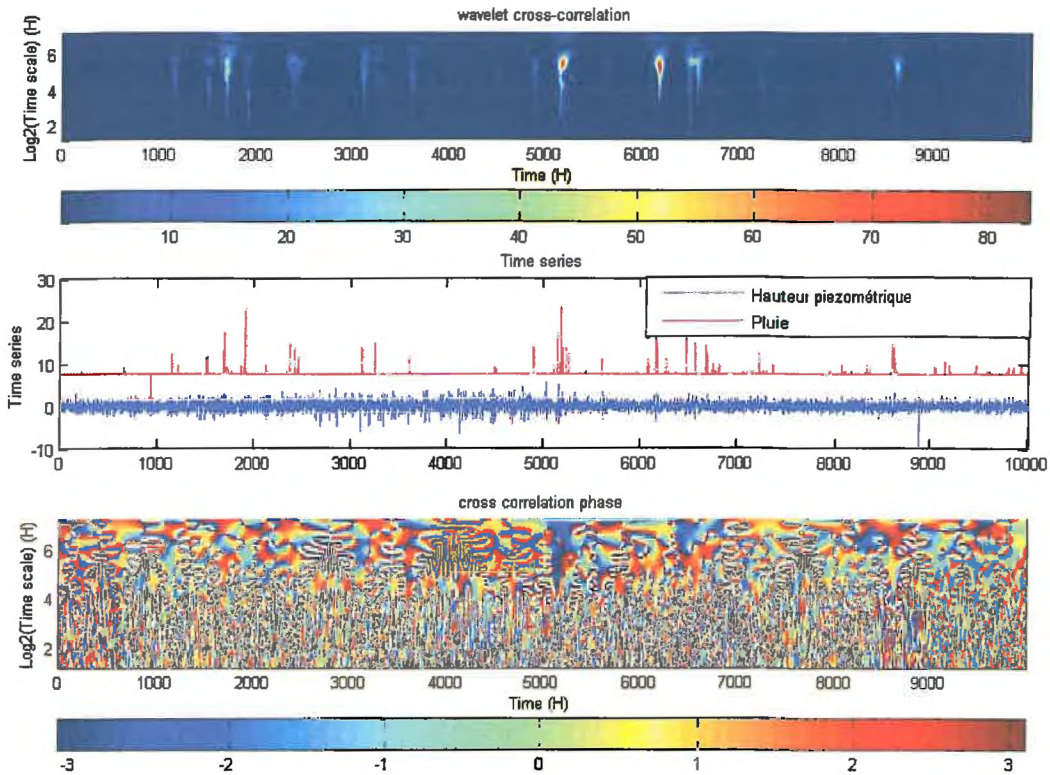 wavelet cross-correlation
Log2(Time scale) (H)
6
4
2
0 1000 2000 3000 4000 5000 6000 7000 8000 9000
Time (H)
10 20 30 40 50 60 70 80
Time series
Time series
30
20
10
0
-10
Hauteur piezométrique
Pluie
0 1000 2000 3000 4000 5000 6000 7000 8000 9000 10000
cross correlation phase
Log2(Time scale) (H)
6
4
2
0 1000 2000 3000 4000 5000 6000 7000 8000 9000
Time (H)
-3 -2 -1 0 1 2 3